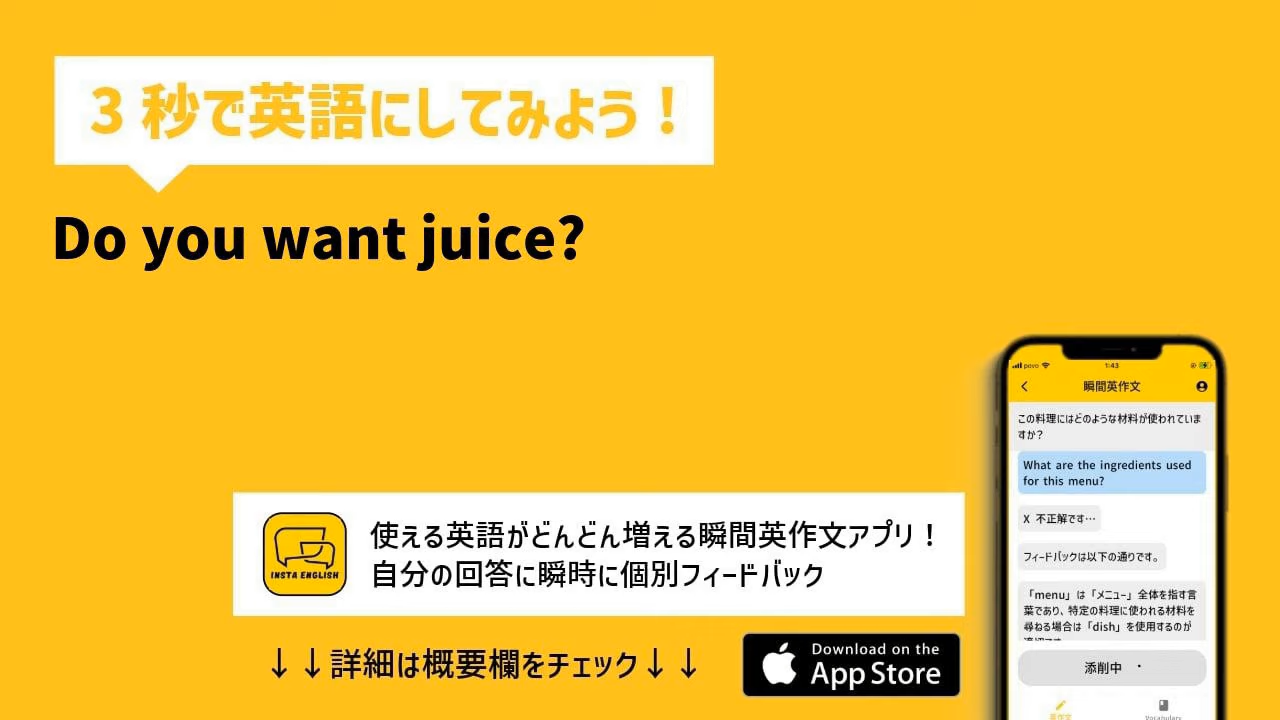 3 秒で英語にしてみよう！
Do you want juice?
使える英語がどんどん増える瞬間英作文アプリ！
自分の回答に瞬時に個別フィードバック
INSTA ENGLISH
↓↓詳細は概要欄をチェック↓↓
Download on the
App Store
povo
1:43
瞬間英作文
この料理にはどのような材料が使われていま
すか？
What are the ingredients used
for this menu?
X 不正解です…
フィードバックは以下の通りです。
「menu」は「メニュー」全体を指す言
葉であり、特定の料理に使われる材料を
尋ねる場合は「dish」を使用するのが
添削中 ・
英作文
Vocabulary